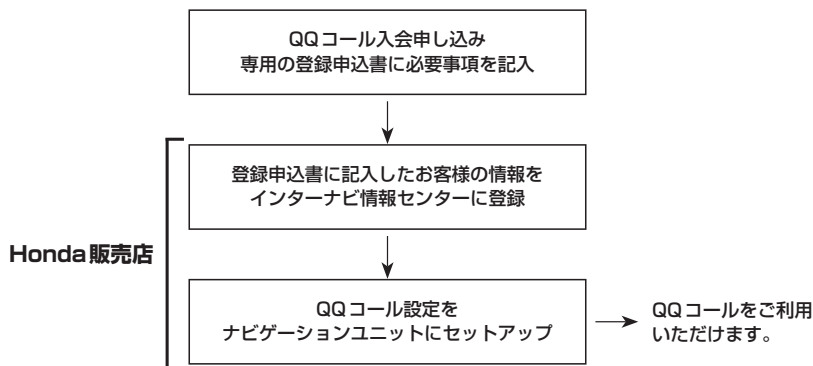 QQコール入会申し込み
専用の登録申込書に必要事項を記入
登録申込書に記入したお客様の情報を
インターナビ情報センターに登録
Honda販売店
QQコール設定を
ナビゲーションユニットにセットアップ
QQコールをご利用
いただけます。